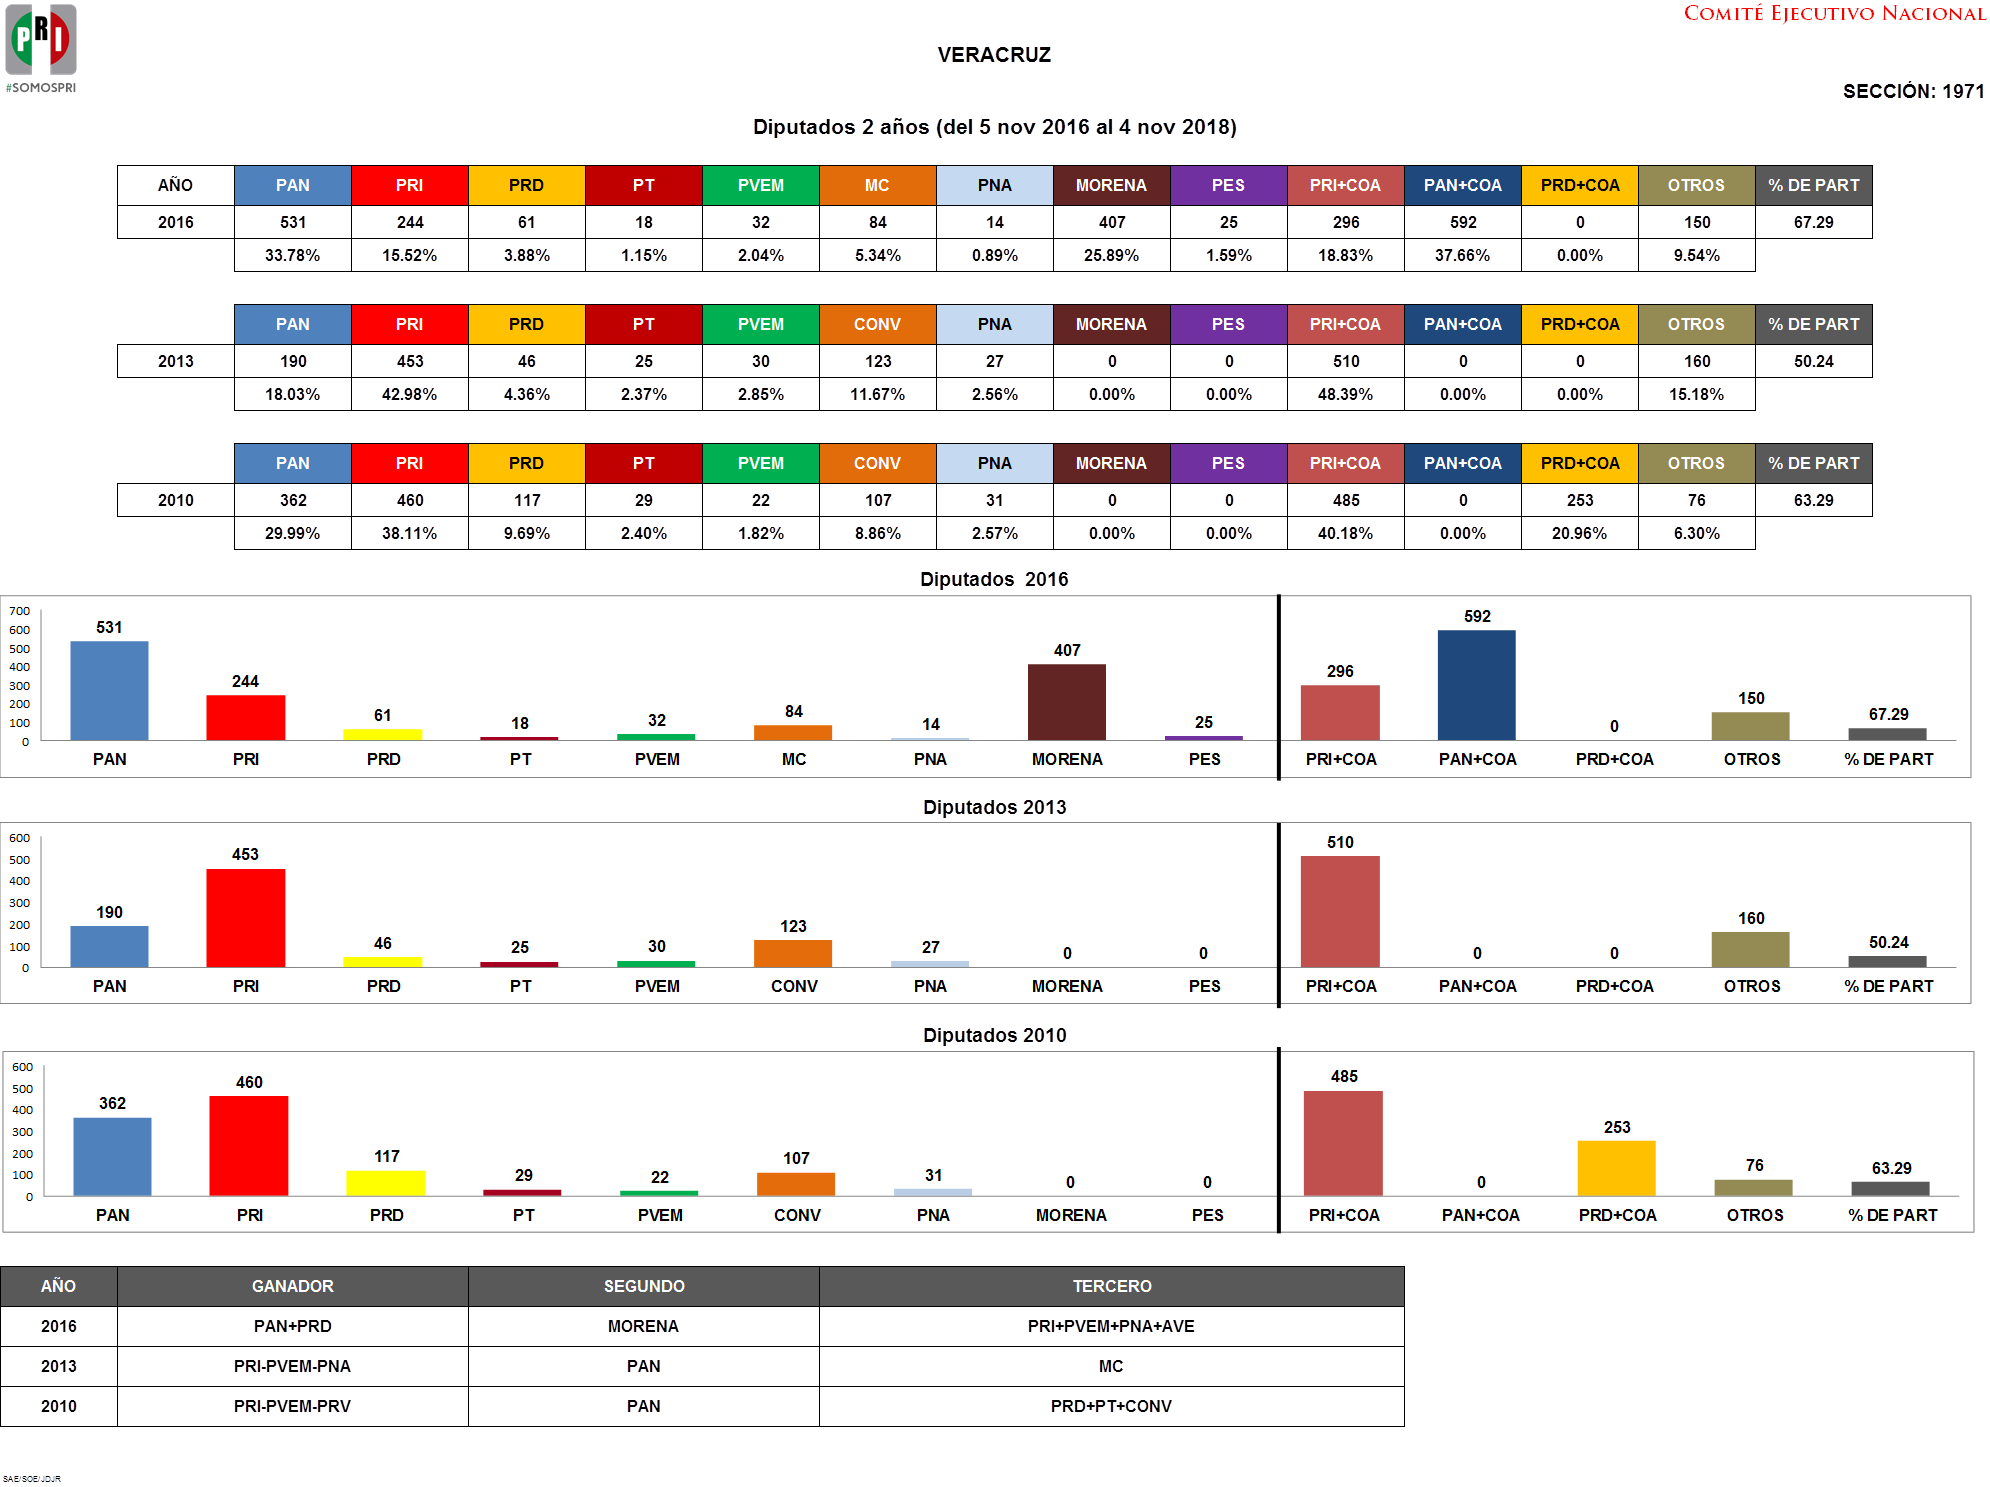 PRI
#SOMOSPRI
COMITÉ EJECUTIVO NACIONAL
VERACRUZ
SECCIÓN: 1971
Diputados 2 años (del 5 nov 2016 al 4 nov 2018)
AÑO PAN PRI PRD PT PVEM MC PNA MORENA PES PRI+COA PAN+COA PRD+COA OTROS % DE PART
2016 531 244 61 18 32 84 14 407 25 296 592 0 150 67.29
33.78% 15.52% 3.88% 1.15% 2.04% 5.34% 0.89% 25.89% 1.59% 18.83% 37.66% 0.00% 9.54%
PAN PRI PRD PT PVEM CONV PNA MORENA PES PRI+COA PAN+COA PRD+COA OTROS % DE PART
2013 190 453 46 25 30 123 27 0 0 510 0 0 160 50.24
18.03% 42.98% 4.36% 2.37% 2.85% 11.67% 2.56% 0.00% 0.00% 48.39% 0.00% 0.00% 15.18%
PAN PRI PRD PT PVEM CONV PNA MORENA PES PRI+COA PAN+COA PRD+COA OTROS % DE PART
2010 362 460 117 29 22 107 31 0 0 485 0 253 76 63.29
29.99% 38.11% 9.69% 2.40% 1.82% 8.86% 2.57% 0.00% 0.00% 40.18% 0.00% 20.96% 6.30%
Diputados 2016
700
600
500
400
300
200
100
0
531 244 61 18 32 84 14 407 25 296 592 0 150 67.29
PAN PRI PRD PT PVEM MC PNA MORENA PES PRI+COA PAN+COA PRD+COA OTROS % DE PART
Diputados 2013
600
500
400
300
200
100
0
190 453 46 25 30 123 27 0 0 510 0 0 160 50.24
PAN PRI PRD PT PVEM CONV PNA MORENA PES PRI+COA PAN+COA PRD+COA OTROS % DE PART
Diputados 2010
600
500
400
300
200
100
0
362 460 117 29 22 107 31 0 0 485 0 253 76 63.29
PAN PRI PRD PT PVEM CONV PNA MORENA PES PRI+COA PAN+COA PRD+COA OTROS % DE PART
AÑO GANADOR SEGUNDO TERCERO
2016 PAN+PRD MORENA PRI+PVEM+PNA+AVE
2013 PRI-PVEM-PNA PAN MC
2010 PRI-PVEM-PRV PAN PRD+PT+CONV
SAE/SOE/JDJR